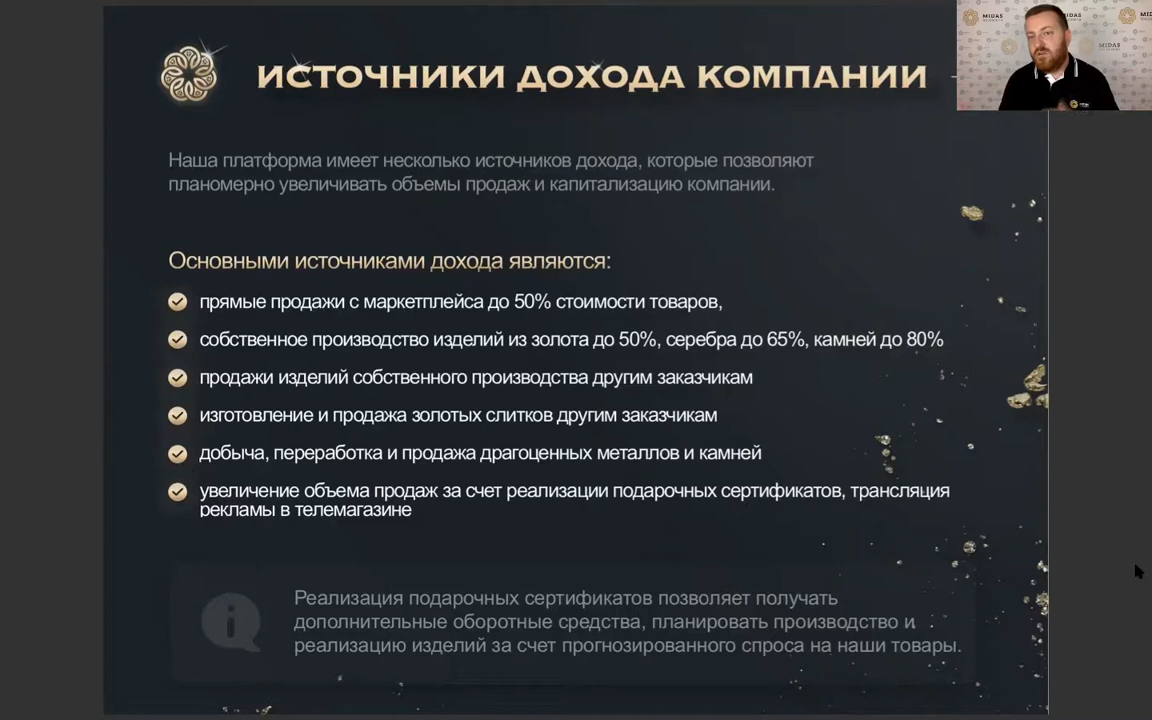 ИСТОЧНИКИ ДОХОДА КОМПАНИИ
MIDAS
MIDAS
Наша платформа имеет несколько источников дохода, которые позволяют
планомерно увеличивать объемы продаж и капитализацию компании.
Основными источниками дохода являются:
прямые продажи с маркетплейса до 50% стоимости товаров,
собственное производство изделий из золота до 50%, серебра до 65%, камней до 80%
продажи изделий собственного производства другим заказчикам
изготовление и продажа золотых слитков другим заказчикам
добыча, переработка и продажа драгоценных металлов и камней
увеличение объема продаж за счет реализации подарочных сертификатов, трансляция
рекламы в телемагазине
Реализация подарочных сертификатов позволяет получать
дополнительные оборотные средства, планировать производство и
реализацию изделий за счет прогнозированного спроса на наши товары.